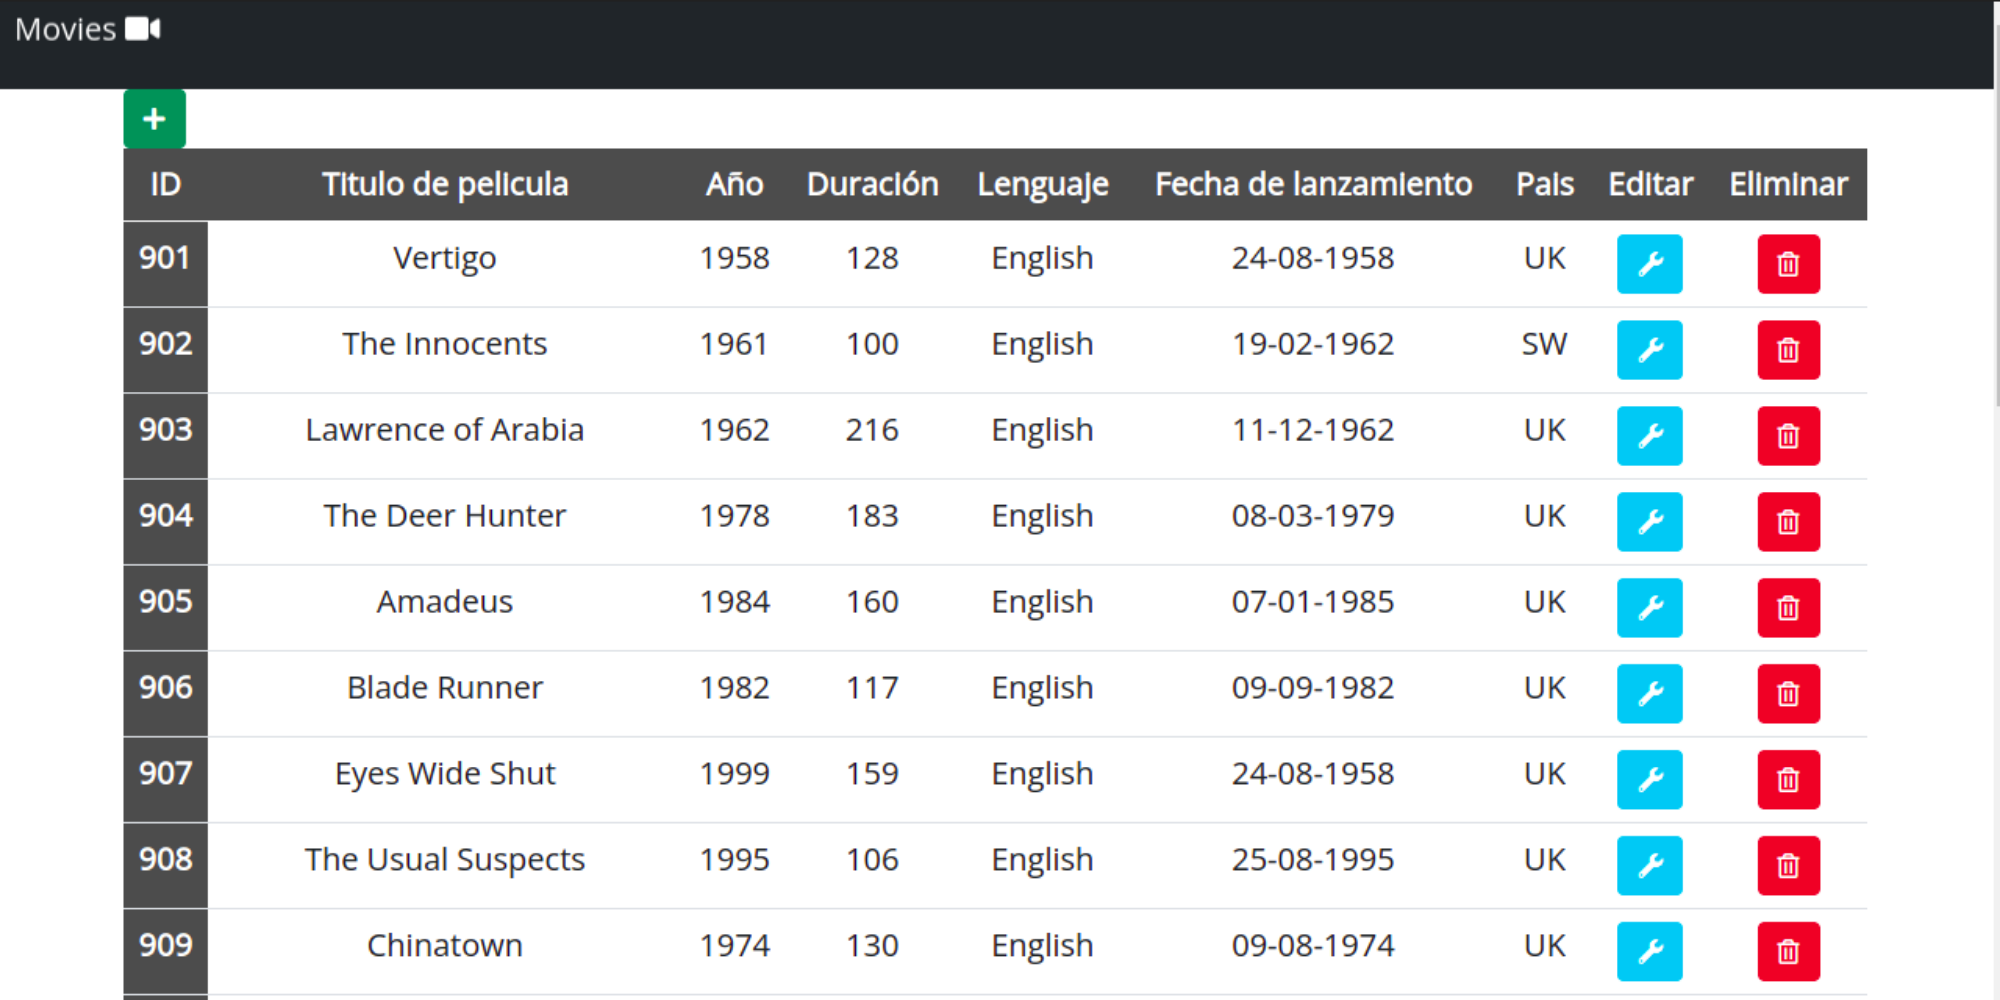 Movies
+
ID Titulo de pelicula Año Duración Lenguaje Fecha de lanzamiento Pais Editar Eliminar
901 Vertigo 1958 128 English 24-08-1958 UK
902 The Innocents 1961 100 English 19-02-1962 SW
903 Lawrence of Arabia 1962 216 English 11-12-1962 UK
904 The Deer Hunter 1978 183 English 08-03-1979 UK
905 Amadeus 1984 160 English 07-01-1985 UK
906 Blade Runner 1982 117 English 09-09-1982 UK
907 Eyes Wide Shut 1999 159 English 24-08-1958 UK
908 The Usual Suspects 1995 106 English 25-08-1995 UK
909 Chinatown 1974 130 English 09-08-1974 UK